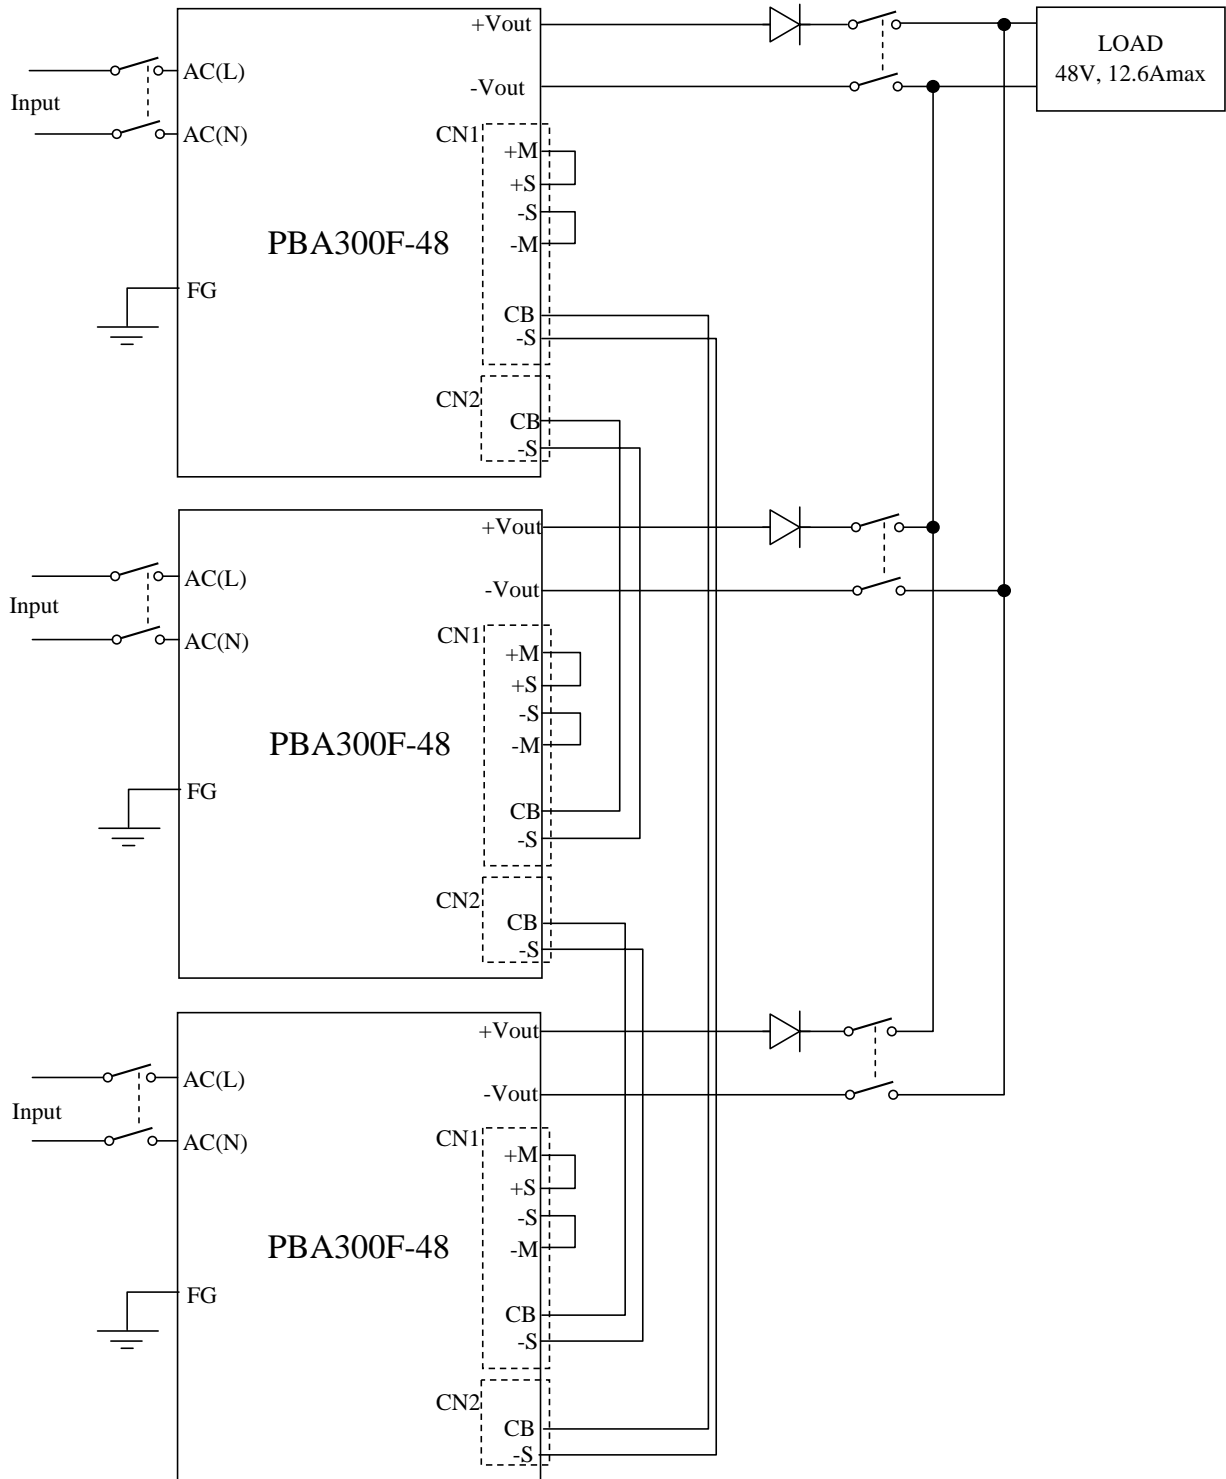 +Vout
LOAD
48V, 12.6Amax
AC(L)
-Vout
Input
AC(N)
CN1
+M
+S
-S
PBA300F-48
-M
FG
CB
-S
CN2
CB
-S
+Vout
AC(L)
-Vout
Input
AC(N)
CN1
+M
+S
-S
PBA300F-48
-M
FG
CB
-S
CN2
CB
-S
+Vout
AC(L)
-Vout
Input
AC(N)
CN1
+M
+S
-S
PBA300F-48
-M
FG
CB
-S
CN2
CB
-S